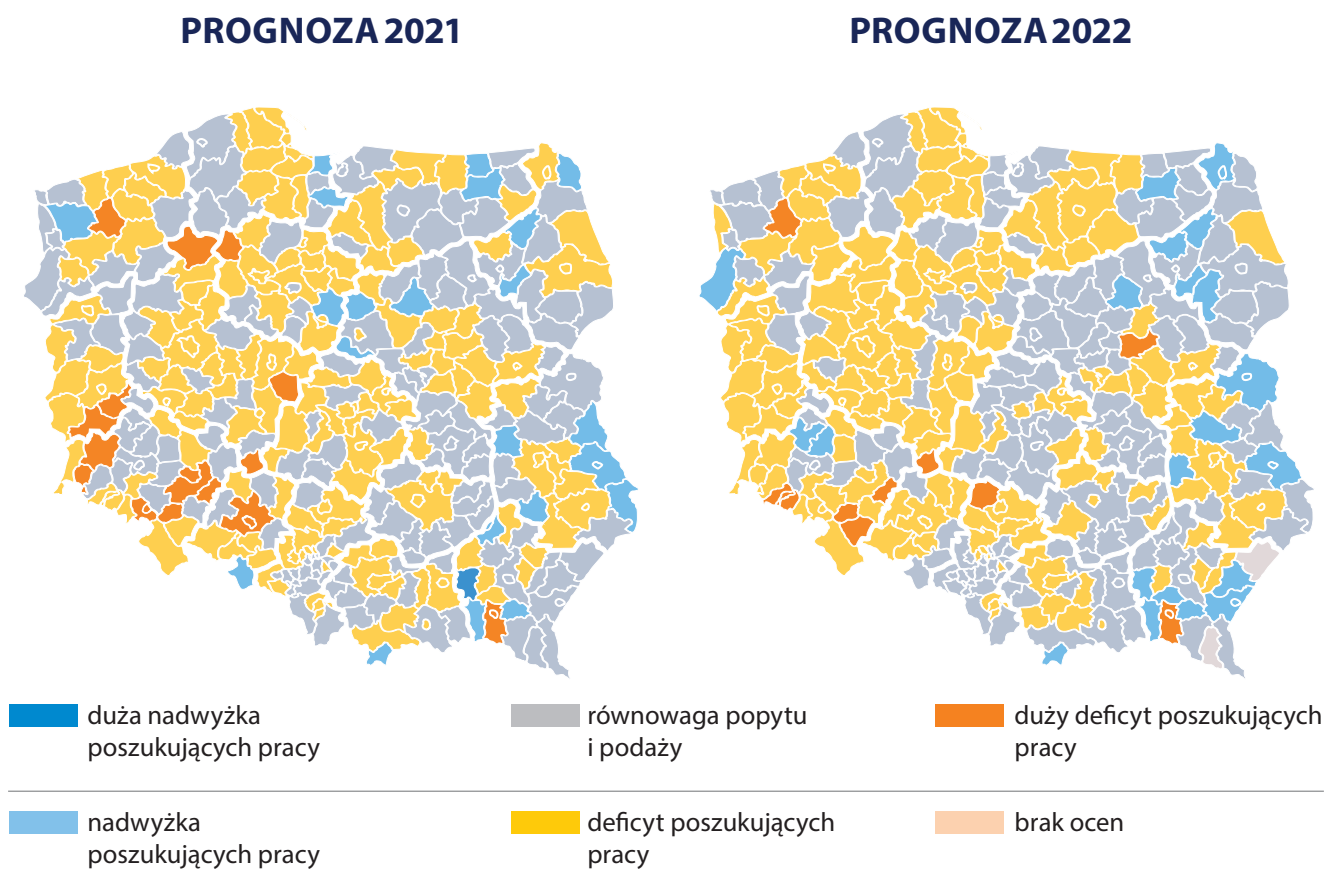 PROGNOZA 2021
PROGNOZA 2022
duża nadwyżka
poszukujących pracy
równowaga popytu
i podaży
duży deficyt poszukujących
pracy
nadwyżka
poszukujących pracy
deficyt poszukujących
pracy
brak ocen